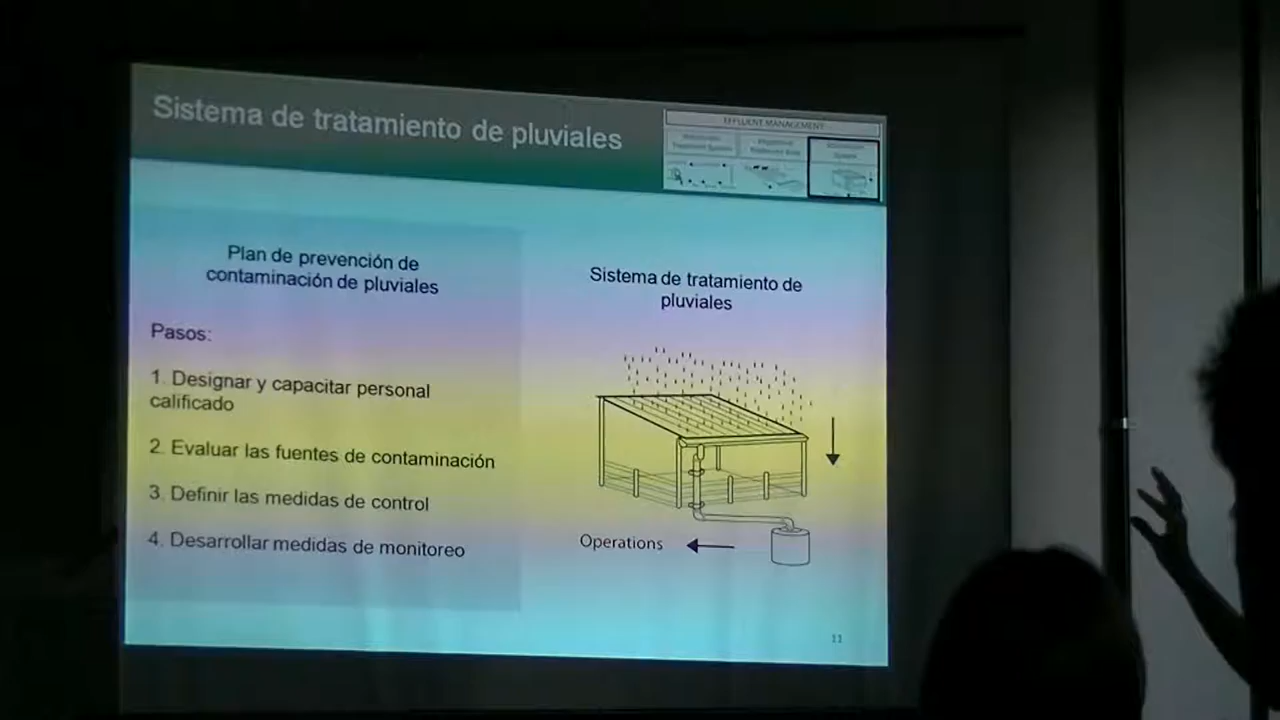 Sistema de tratamiento de pluviales
EFFLUENT MANAGEMENT
Plan de prevención de
contaminación de pluviales
Pasos:
1. Designar y capacitar personal
calificado
2. Evaluar las fuentes de contaminación
3. Definir las medidas de control
4. Desarrollar medidas de monitoreo
Sistema de tratamiento de
pluviales
Operations
11